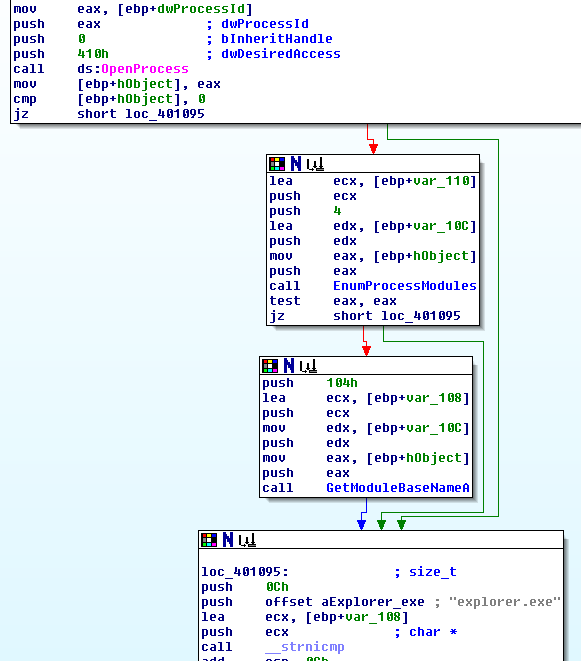 mov eax, [ebp+dwProcessId]
push eax ; dwProcessId
push 0 ; bInheritHandle
push 410h ; dwDesiredAccess
call ds:OpenProcess
mov [ebp+hObject], eax
cmp [ebp+hObject], 0
jz short loc_401095
N
lea ecx, [ebp+var_110]
push ecx
push 4
lea edx, [ebp+var_10C]
push edx
mov eax, [ebp+hObject]
push eax
call EnumProcessModules
test eax, eax
jz short loc_401095
N
push 104h
lea ecx, [ebp+var_108]
push ecx
mov edx, [ebp+var_10C]
push edx
mov eax, [ebp+hObject]
push eax
call GetModuleBaseNameA
N
loc_401095: ; size_t
push 0Ch
push offset aExplorer_exe ; "explorer.exe"
lea ecx, [ebp+var_108]
push ecx ; char *
call __strnicmp
add esp, 0Ch